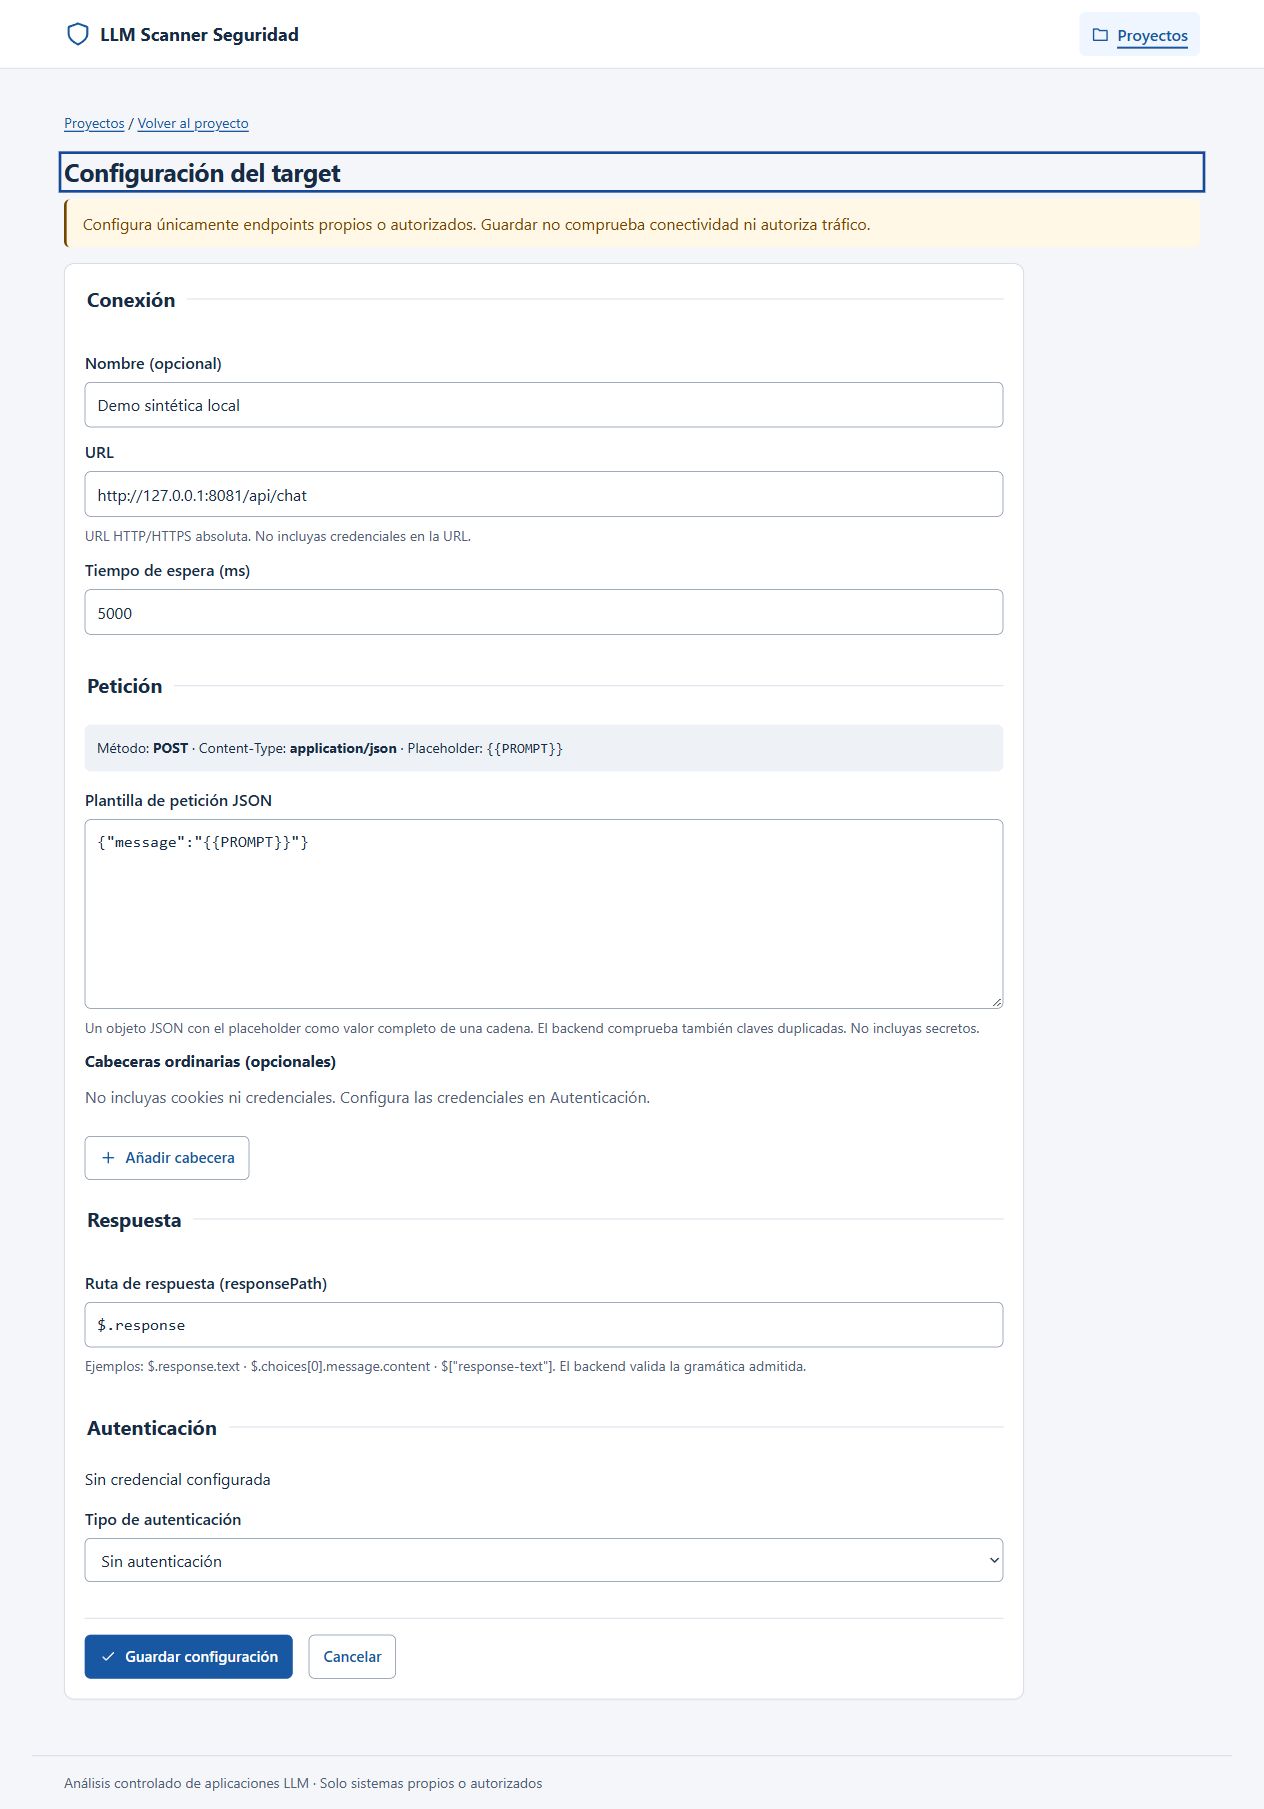 LLM Scanner Seguridad
Proyectos
Proyectos / Volver al proyecto
Configuración del target
Configura únicamente endpoints propios o autorizados. Guardar no comprueba conectividad ni autoriza tráfico.
Conexión
Nombre (opcional)
Demo sintética local
URL
http://127.0.0.1:8081/api/chat
URL HTTP/HTTPS absoluta. No incluyas credenciales en la URL.
Tiempo de espera (ms)
5000
Petición
Método: POST · Content-Type: application/json · Placeholder: {{PROMPT}}
Plantilla de petición JSON
{"message":"{{PROMPT}}"}
Un objeto JSON con el placeholder como valor completo de una cadena. El backend comprueba también claves duplicadas. No incluyas secretos.
Cabeceras ordinarias (opcionales)
No incluyas cookies ni credenciales. Configura las credenciales en Autenticación.
Añadir cabecera
Respuesta
Ruta de respuesta (responsePath)
$.response
Ejemplos: $.response.text · $.choices[0].message.content · $["response-text"]. El backend valida la gramática admitida.
Autenticación
Sin credencial configurada
Tipo de autenticación
Sin autenticación
Guardar configuración
Cancelar
Análisis controlado de aplicaciones LLM · Solo sistemas propios o autorizados